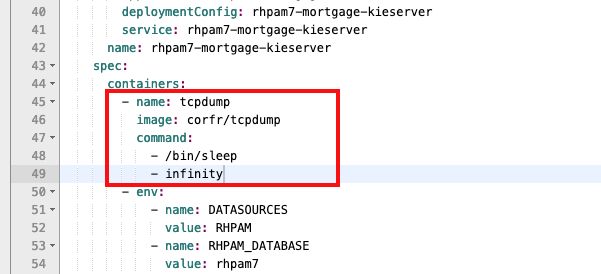 40 deploymentConfig: rhpam7-mortgage-kieserver
41 service: rhpam7-mortgage-kieserver
42 name: rhpam7-mortgage-kieserver
43 spec:
44 containers:
45 - name: tcpdump
46 image: corfr/tcpdump
47 command:
48 - /bin/sleep
49 - infinity
50 - env:
51 - name: DATASOURCES
52 value: RHPAM
53 - name: RHPAM_DATABASE
54 value: rhpam7